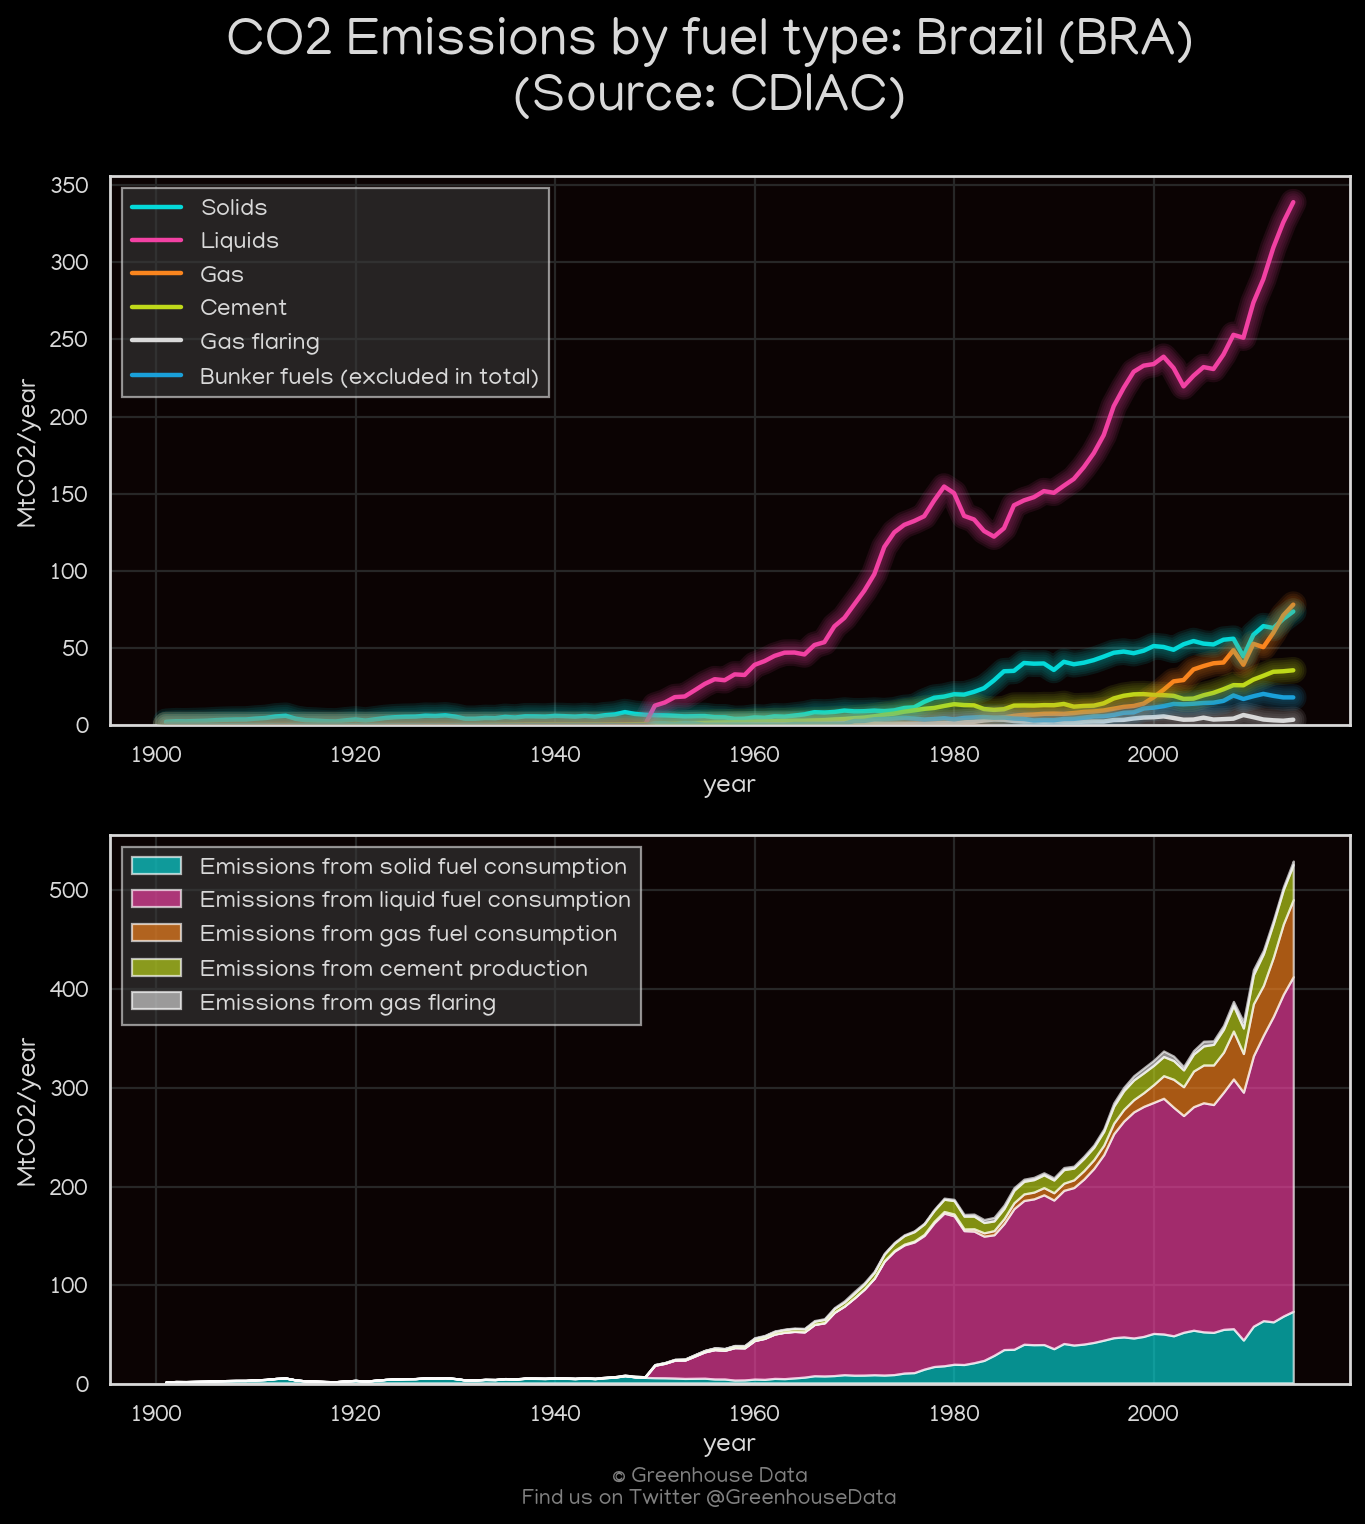 CO2 Emissions by fuel type: Brazil (BRA)
(Source: CDIAC)
350
300
250
200
150
100
50
0
MtCO2/year
Solids
Liquids
Gas
Cement
Gas flaring
Bunker fuels (excluded in total)
1900 1920 1940 1960 1980 2000
year
500
400
300
200
100
0
MtCO2/year
Emissions from solid fuel consumption
Emissions from liquid fuel consumption
Emissions from gas fuel consumption
Emissions from cement production
Emissions from gas flaring
1900 1920 1940 1960 1980 2000
year
© Greenhouse Data
Find us on Twitter @GreenhouseData